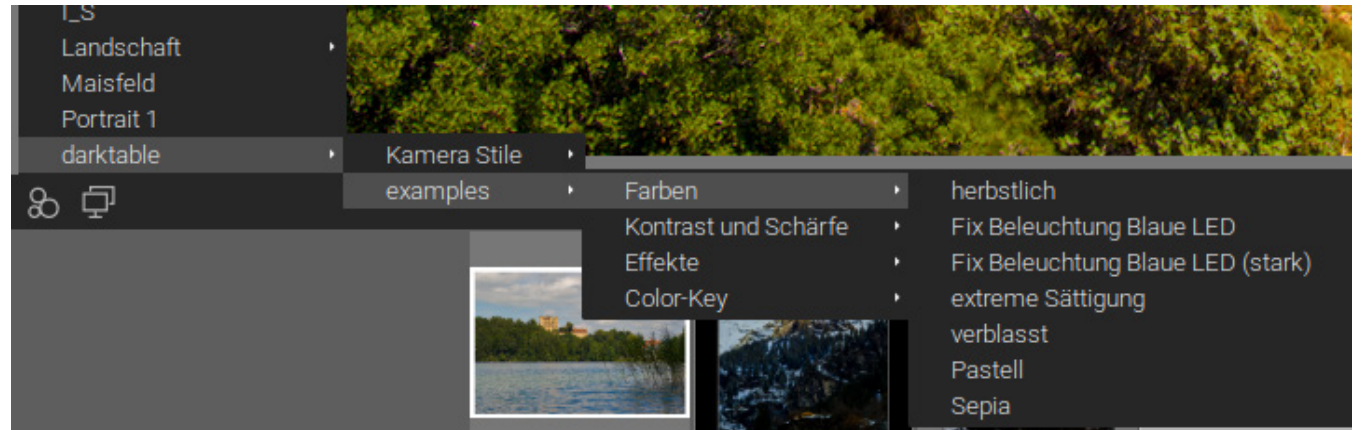 I_S
Landschaft
Maisfeld
Portrait 1
darktable
Kamera Stile
examples
Farben
Kontrast und Schärfe
Effekte
Color-Key
herbstlich
Fix Beleuchtung Blaue LED
Fix Beleuchtung Blaue LED (stark)
extreme Sättigung
verblasst
Pastell
Sepia